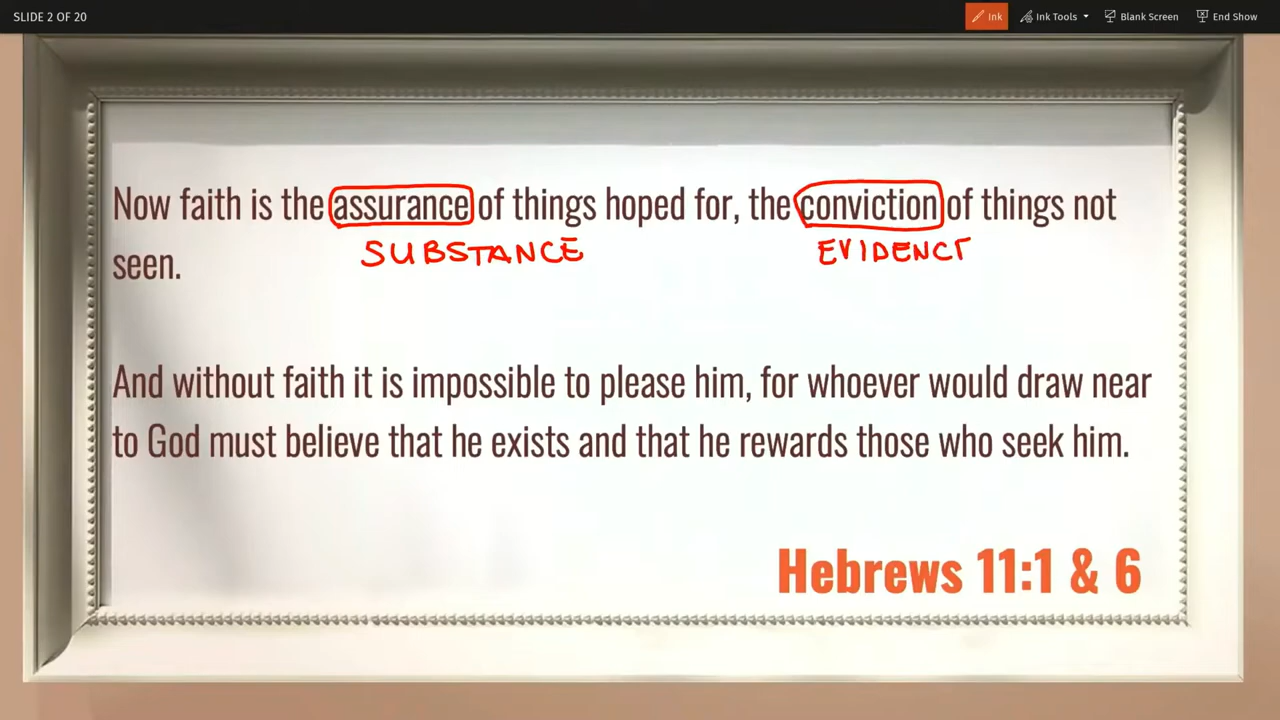 SLIDE 2 OF 20
Ink
Ink Tools
Blank Screen
End Show
Now faith is the assurance of things hoped for, the conviction of things not
SUBSTANCE
EVIDENC
seen.
And without faith it is impossible to please him, for whoever would draw near
to God must believe that he exists and that he rewards those who seek him.
Hebrews 11:1 & 6